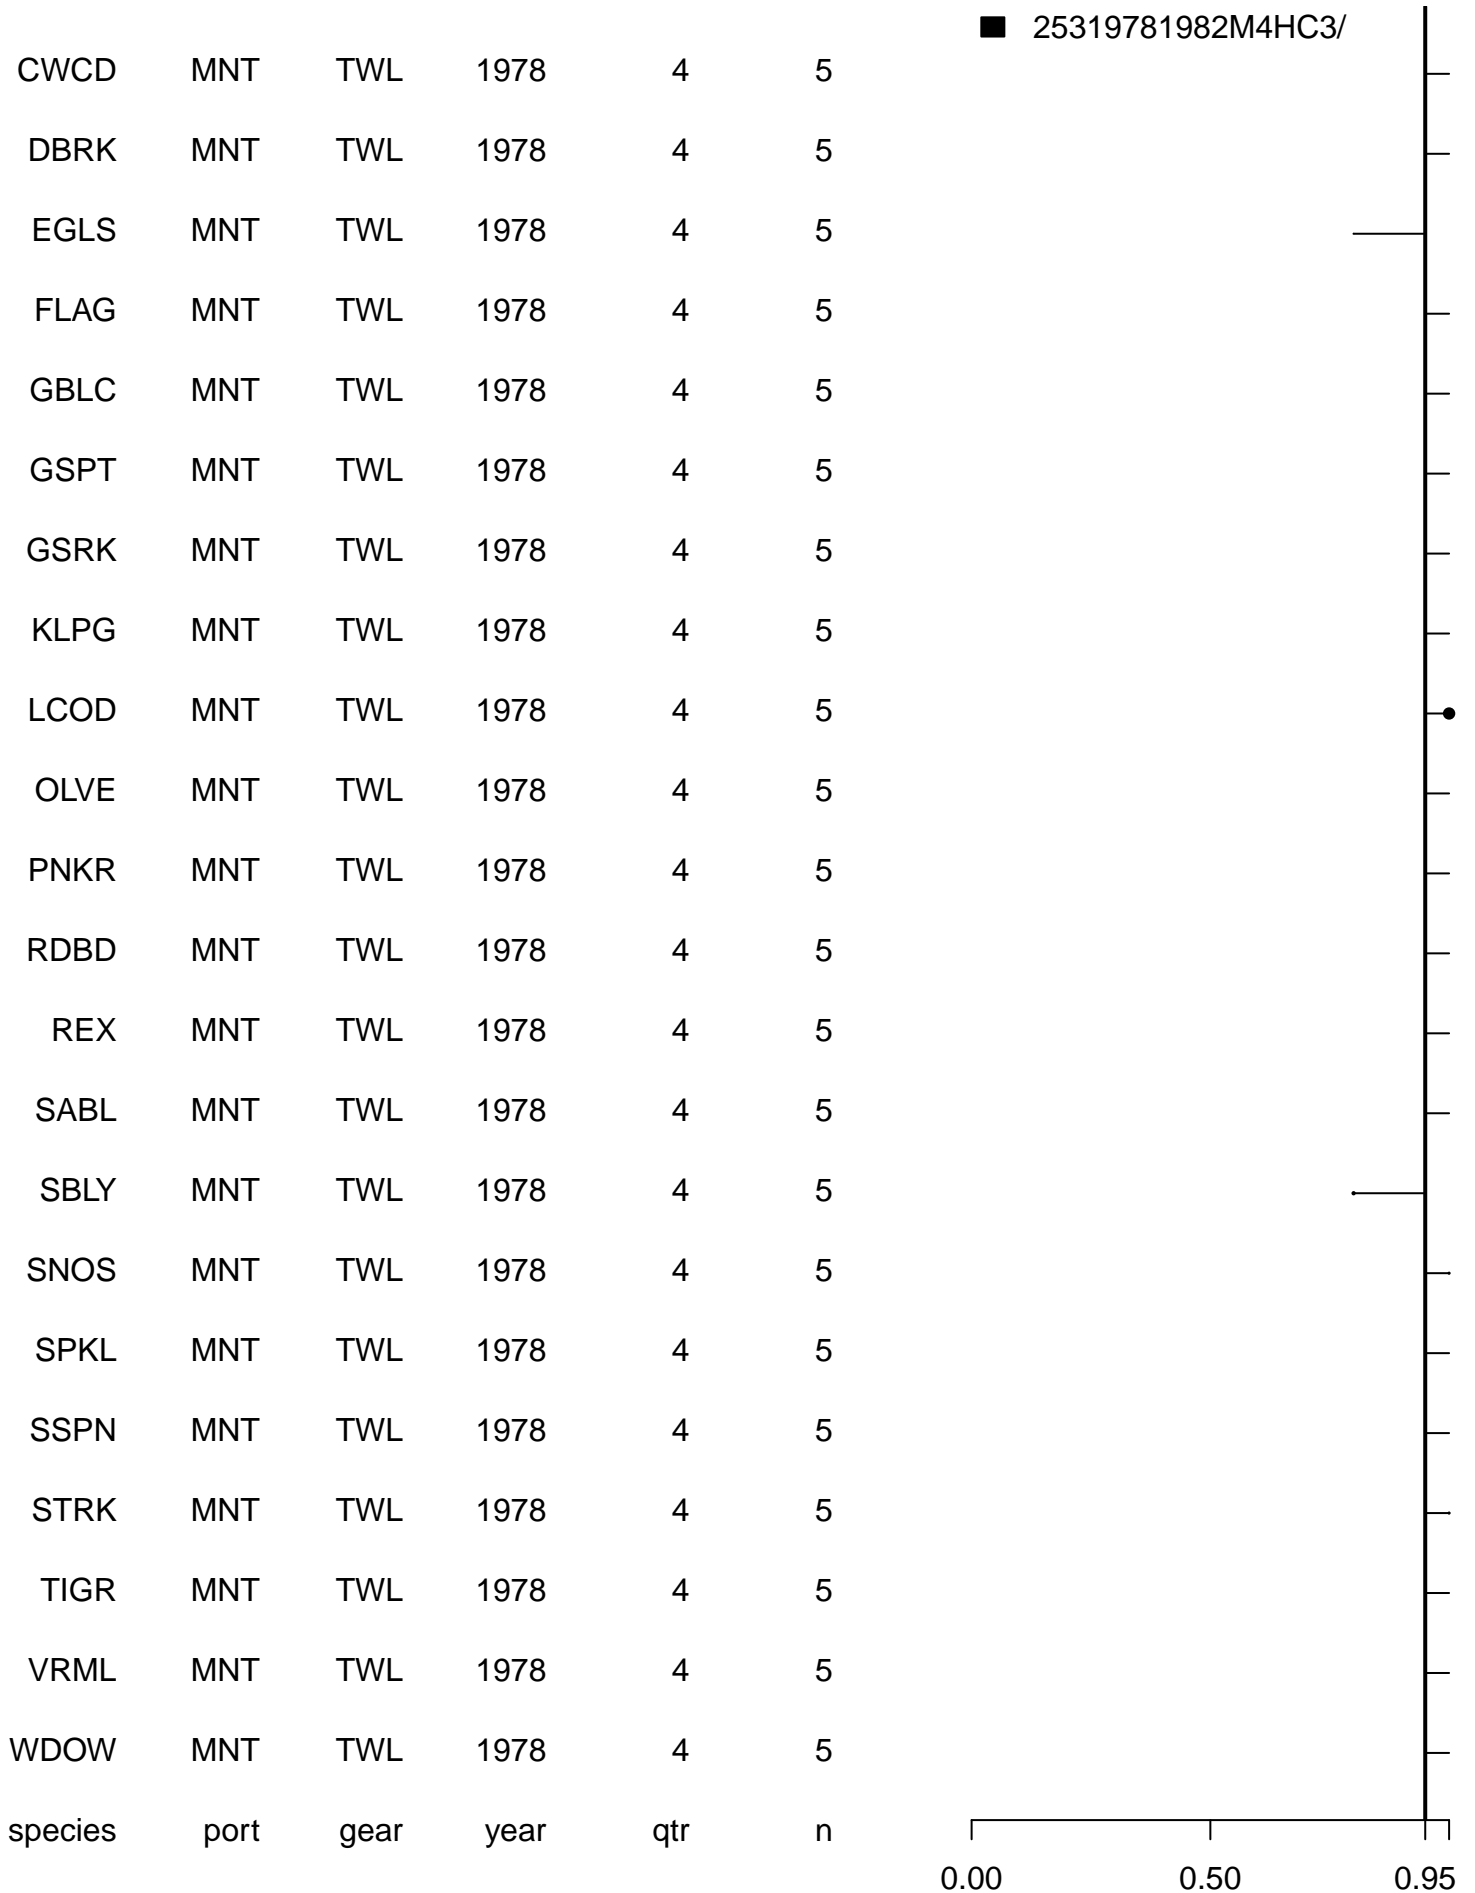 25319781982M4HC3/
CWCD MNT TWL 1978 4 5
DBRK MNT TWL 1978 4 5
EGLS MNT TWL 1978 4 5
FLAG MNT TWL 1978 4 5
GBLC MNT TWL 1978 4 5
GSPT MNT TWL 1978 4 5
GSRK MNT TWL 1978 4 5
KLPG MNT TWL 1978 4 5
LCOD MNT TWL 1978 4 5
OLVE MNT TWL 1978 4 5
PNKR MNT TWL 1978 4 5
RDBD MNT TWL 1978 4 5
REX MNT TWL 1978 4 5
SABL MNT TWL 1978 4 5
SBLY MNT TWL 1978 4 5
SNOS MNT TWL 1978 4 5
SPKL MNT TWL 1978 4 5
SSPN MNT TWL 1978 4 5
STRK MNT TWL 1978 4 5
TIGR MNT TWL 1978 4 5
VRML MNT TWL 1978 4 5
WDOW MNT TWL 1978 4 5
species port gear year qtr n
0.00 0.50 0.95